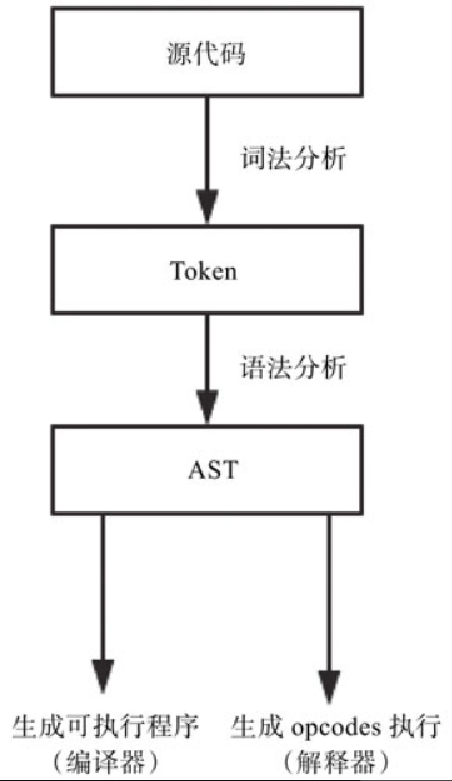 源代码
词法分析
Token
语法分析
AST
生成可执行程序
（编译器）
生成 opcodes 执行
（解释器）